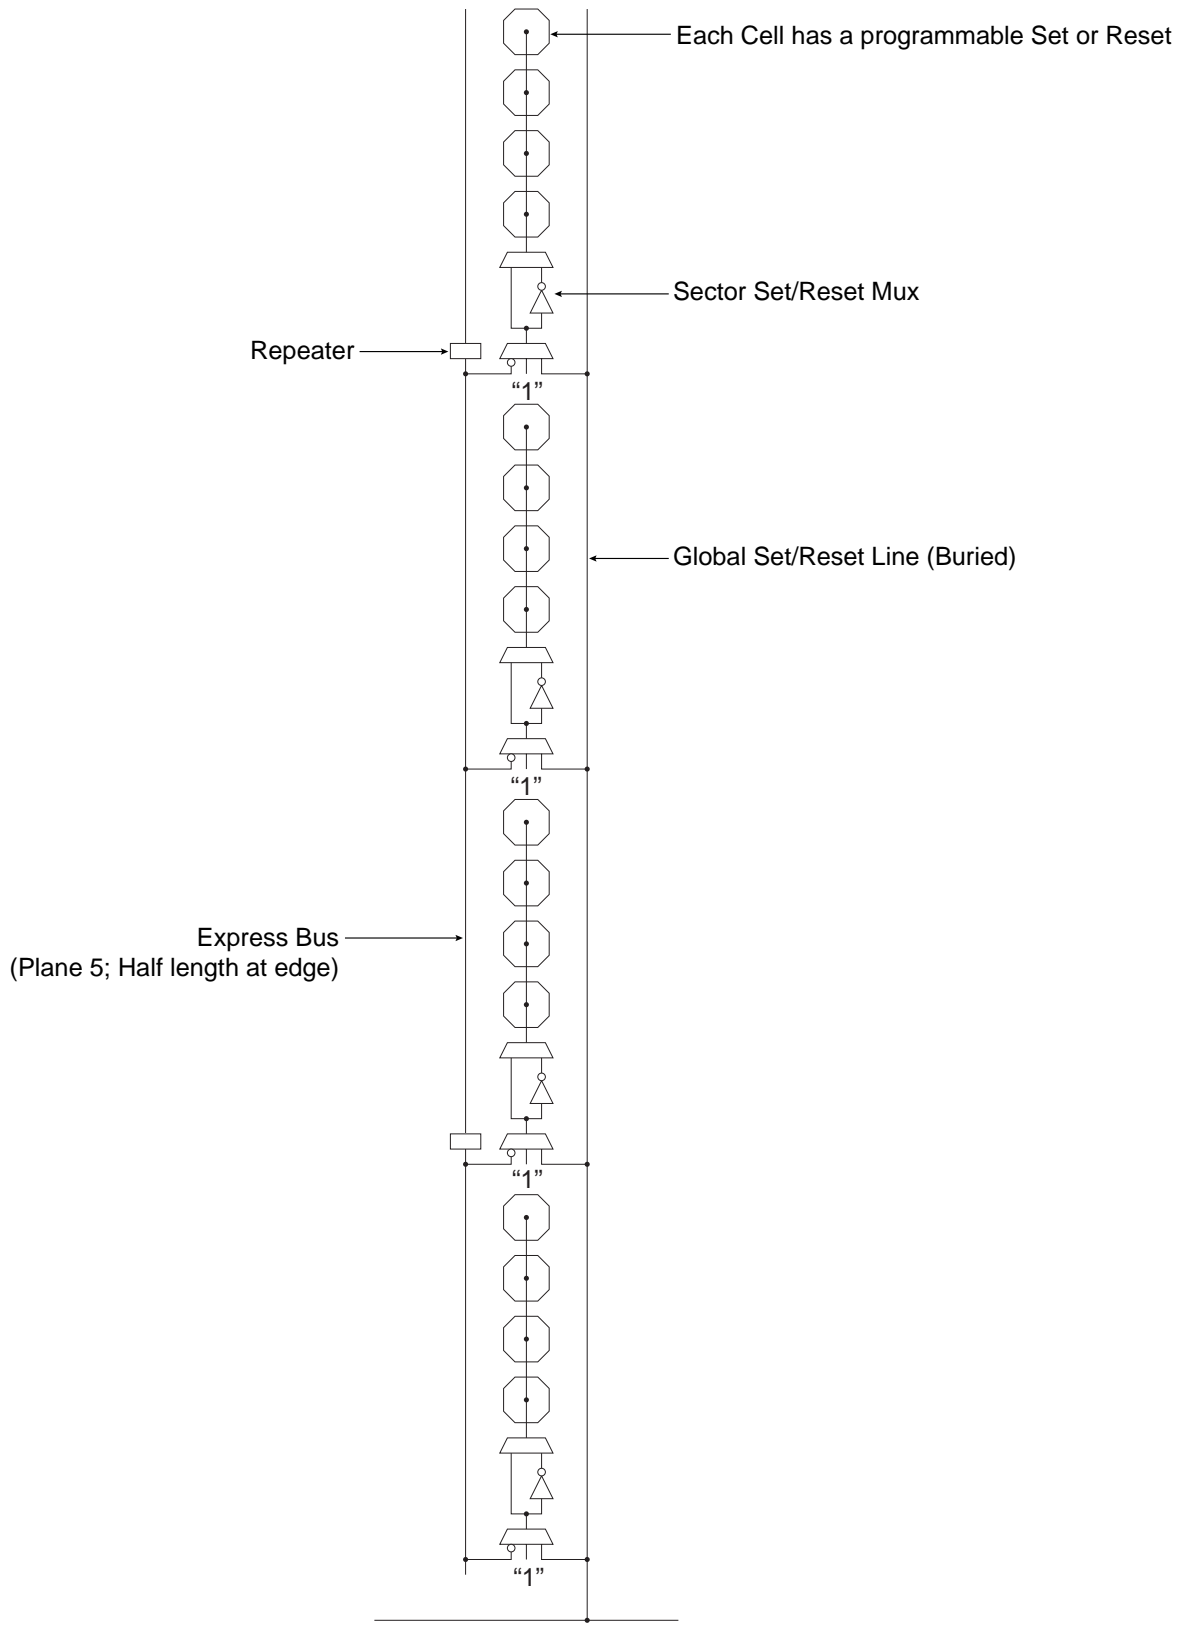 Each Cell has a programmable Set or Reset
Sector Set/Reset Mux
Repeater
“1”
Global Set/Reset Line (Buried)
“1”
Express Bus
(Plane 5; Half length at edge)
“1”
“1”